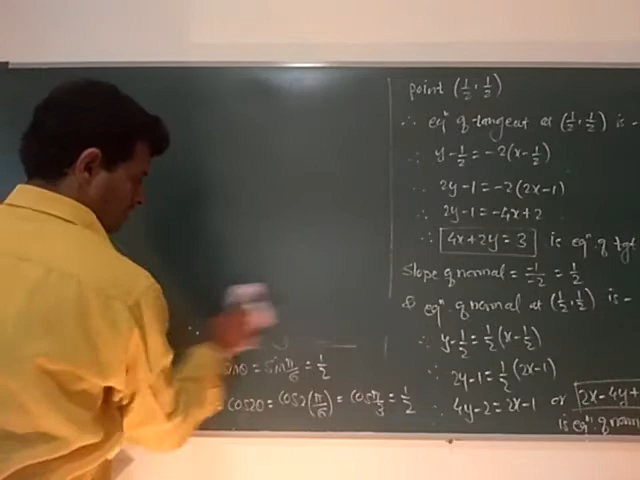 sinθ = sin π/6 = 1/2
= cos2θ = cos2(π/6) = cos π/3 = 1/2
point (1/2, 1/2)
∴ eqⁿ of tangent at (1/2, 1/2) is -
∴ y - 1/2 = -2(x - 1/2)
∴ 2y - 1 = -2(2x - 1)
∴ 2y - 1 = -4x + 2
∴ 4x + 2y = 3 is eqⁿ of tgt
Slope of normal = -1/-2 = 1/2
& eqⁿ of normal at (1/2, 1/2) is -
∴ y - 1/2 = 1/2 (x - 1/2)
∴ 2y - 1 = 1/2 (2x - 1)
∴ 4y - 2 = 2x - 1 or 2x - 4y +
is eqⁿ of norm